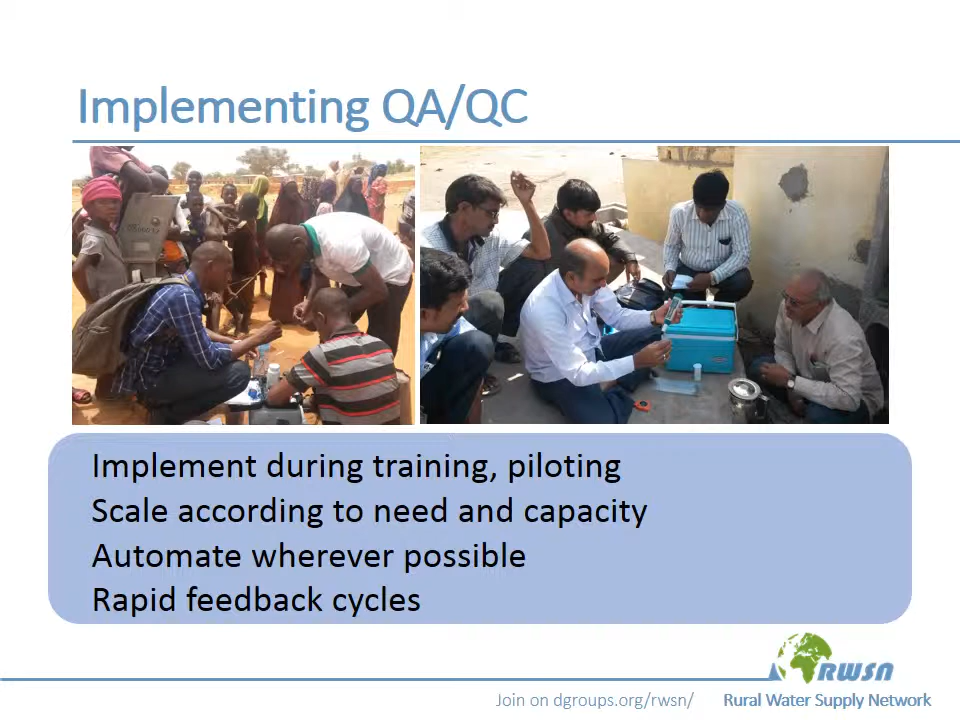 Implementing QA/QC
Implement during training, piloting
Scale according to need and capacity
Automate wherever possible
Rapid feedback cycles
RWSN
Join on dgroups.org/rwsn/ Rural Water Supply Network